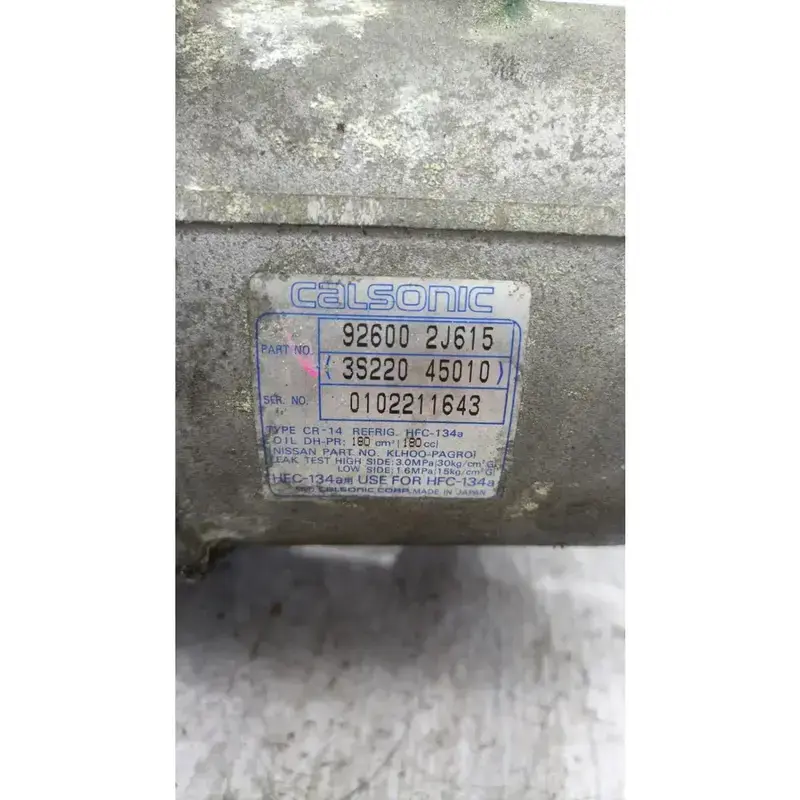 CALSONIC
PART NO. 92600 2J615
(3S220 45010)
SER. NO. 0102211643
TYPE CR-14 REFRIG. HFC-134a
OIL DH-PR: 180 cm³ (180cc)
NISSAN PART NO. KLH00-PAGR01
LEAK TEST HIGH SIDE: 3.0MPa(30kg/cm²G)
LOW SIDE: 1.6MPa(15kg/cm²G)
HFC-134a USE FOR HFC-134a
CALSONIC CORP. MADE IN JAPAN